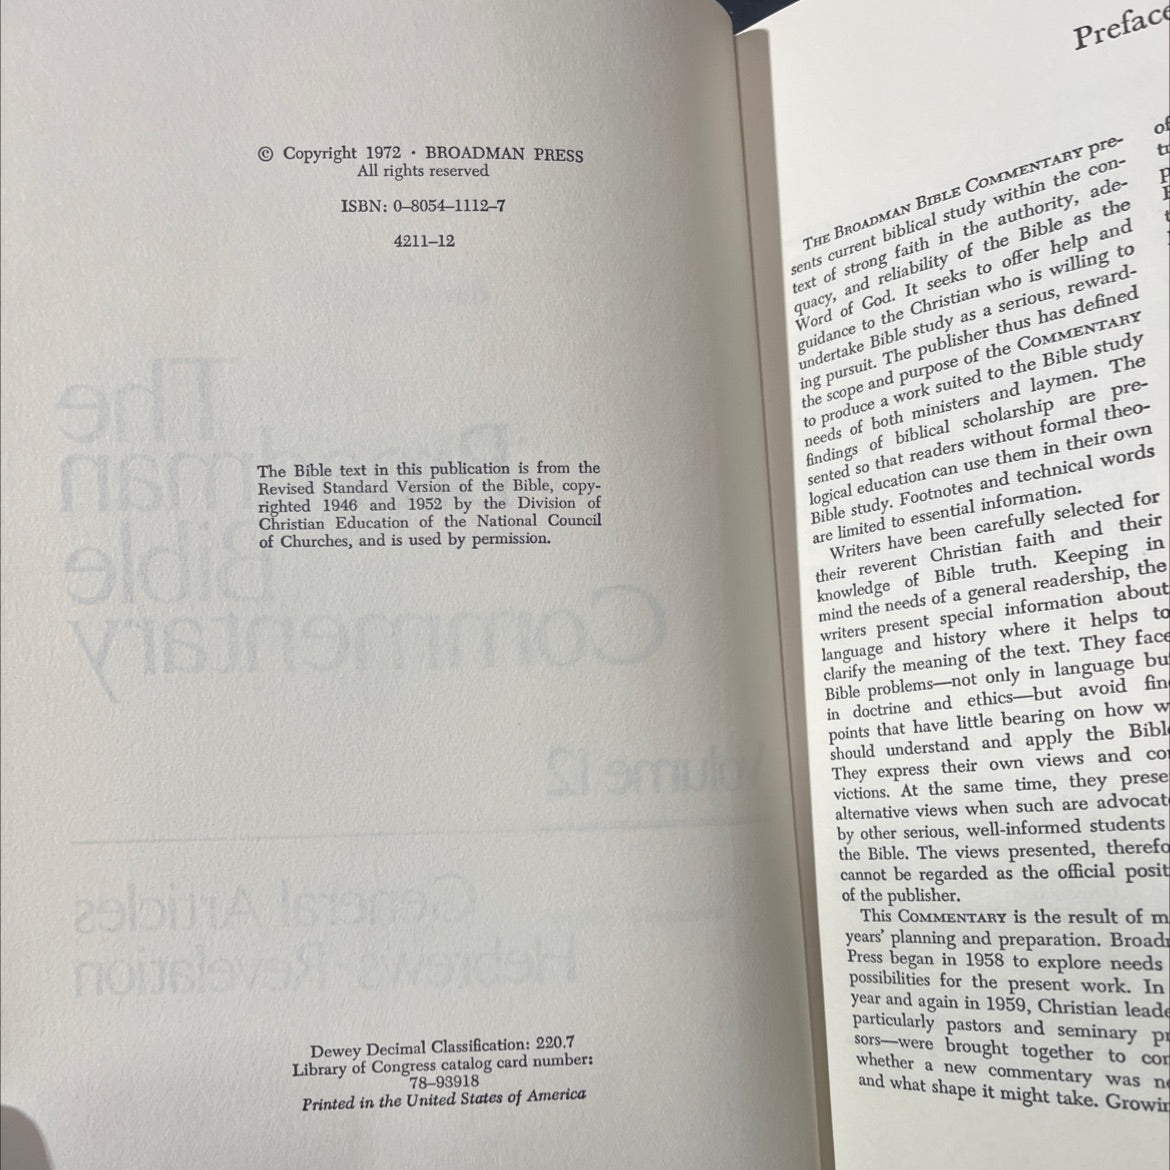 © Copyright 1972 · BROADMAN PRESS
All rights reserved
ISBN: 0–8054–1112–7
4211–12
The Bible text in this publication is from the
Revised Standard Version of the Bible, copy-
righted 1946 and 1952 by the Division of
Christian Education of the National Council
of Churches, and is used by permission.
The
Bible
Commentary
Volume 12
General Articles
Hebrews-Revelation
Dewey Decimal Classification: 220.7
Library of Congress catalog card number:
78–93918
Printed in the United States of America
Preface
THE BROADMAN BIBLE COMMENTARY pre-
sents current biblical study within the con-
text of strong faith in the authority, ade-
quacy, and reliability of the Bible as the
Word of God. It seeks to offer help and
guidance to the Christian who is willing to
undertake Bible study as a serious, reward-
ing pursuit. The publisher thus has defined
the scope and purpose of the COMMENTARY
to produce a work suited to the Bible study
needs of both ministers and laymen. The
findings of biblical scholarship are pre-
sented so that readers without formal theo-
logical education can use them in their own
Bible study. Footnotes and technical words
are limited to essential information.
Writers have been carefully selected for
their reverent Christian faith and their
knowledge of Bible truth. Keeping in
mind the needs of a general readership, the
writers present special information about
language and history where it helps to
clarify the meaning of the text. They face
Bible problems—not only in language bu
in doctrine and ethics—but avoid fin
points that have little bearing on how w
should understand and apply the Bibl
They express their own views and con
victions. At the same time, they prese
alternative views when such are advocat
by other serious, well-informed students
the Bible. The views presented, therefo
cannot be regarded as the official posit
of the publisher.
This COMMENTARY is the result of m
years' planning and preparation. Broad
Press began in 1958 to explore needs
possibilities for the present work. In
year and again in 1959, Christian leade
particularly pastors and seminary pr
sors—were brought together to con
whether a new commentary was ne
and what shape it might take. Growin